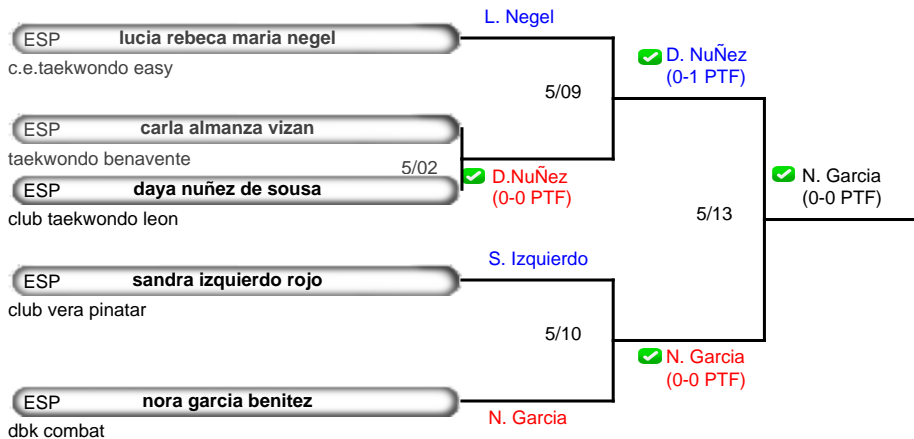 L. Negel
ESP lucia rebeca maria negel
c.e.taekwondo easy
D. NuÑez
(0-1 PTF)
5/09
ESP carla almanza vizan
taekwondo benavente
5/02
D.NuÑez
(0-0 PTF)
ESP daya nuñez de sousa
club taekwondo leon
N. Garcia
(0-0 PTF)
5/13
S. Izquierdo
ESP sandra izquierdo rojo
club vera pinatar
5/10
N. Garcia
(0-0 PTF)
ESP nora garcia benitez
N. Garcia
dbk combat